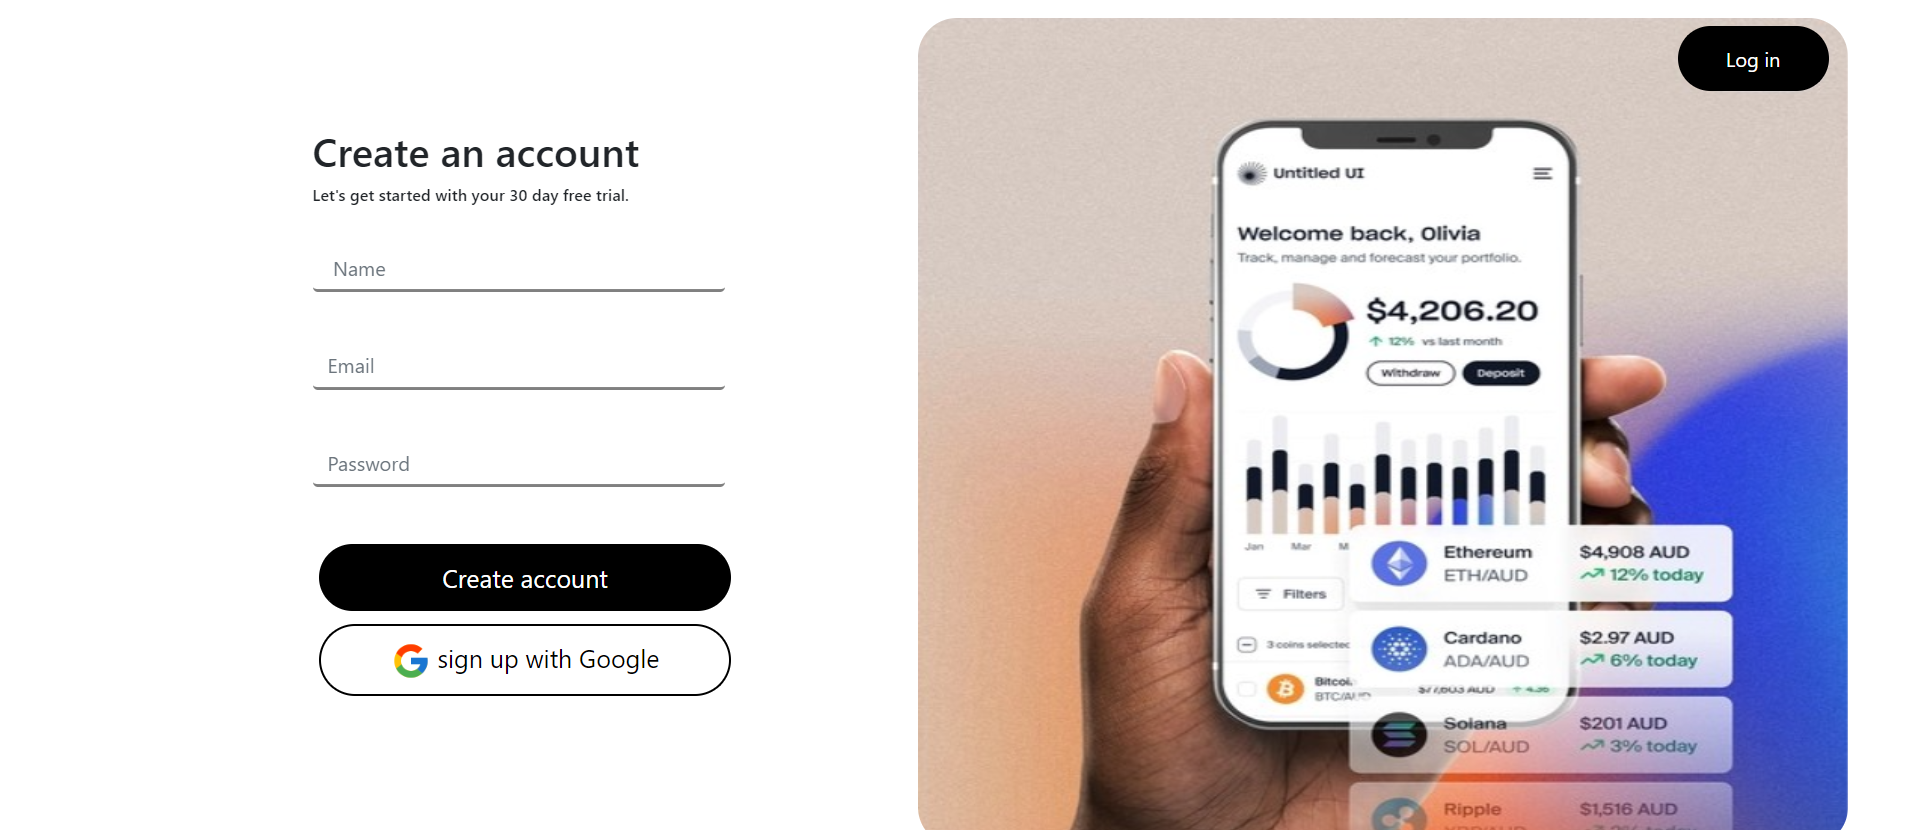 Log in
Create an account
Let's get started with your 30 day free trial.
Name
Email
Password
Create account
sign up with Google
Untitled UI
Welcome back, Olivia
Track, manage and forecast your portfolio.
$4,206.20
12% vs last month
Withdraw
Deposit
Jan Mar
Filters
3 coins selected
BTC/AUD
$77,603 AUD
Ethereum
$4,908 AUD
ETH/AUD
12% today
Cardano
$2.97 AUD
ADA/AUD
6% today
Solana
$201 AUD
SOL/AUD
3% today
Ripple
$1,516 AUD